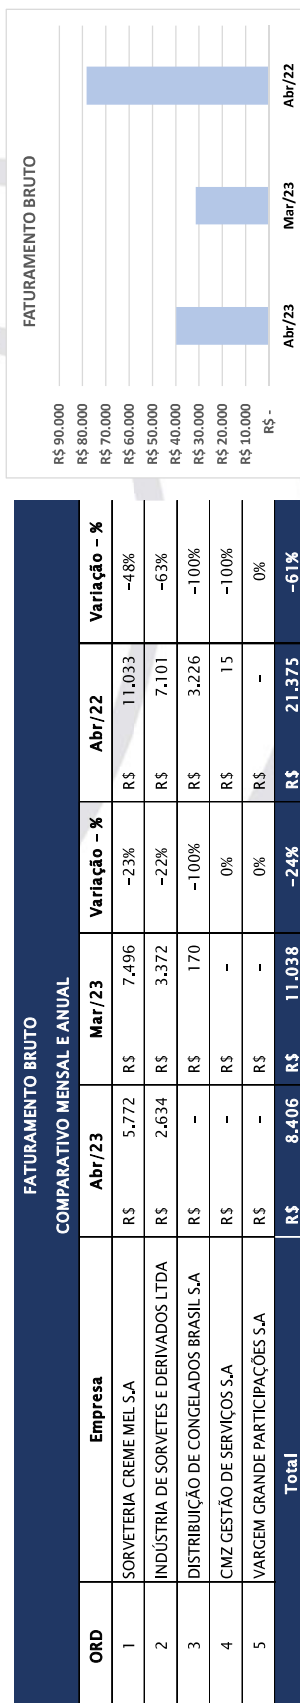 FATURAMENTO BRUTO
COMPARATIVO MENSAL E ANUAL
ORD Empresa Abr/23 Mar/23 Variação – % Abr/22 Variação – %
1 SORVETERIA CREME MEL S.A R$ 5.772 R$ 7.496 -23% R$ 11.033 -48%
2 INDÚSTRIA DE SORVETES E DERIVADOS LTDA R$ 2.634 R$ 3.372 -22% R$ 7.101 -63%
3 DISTRIBUIÇÃO DE CONGELADOS BRASIL S.A R$ - R$ 170 -100% R$ 3.226 -100%
4 CMZ GESTÃO DE SERVIÇOS S.A R$ - R$ - 0% R$ 15 -100%
5 VARGEM GRANDE PARTICIPAÇÕES S.A R$ - R$ - 0% R$ - 0%
Total R$ 8.406 R$ 11.038 -24% R$ 21.375 -61%
FATURAMENTO BRUTO
R$ 90.000
R$ 80.000
R$ 70.000
R$ 60.000
R$ 50.000
R$ 40.000
R$ 30.000
R$ 20.000
R$ 10.000
R$ -
Abr/23 Mar/23 Abr/22